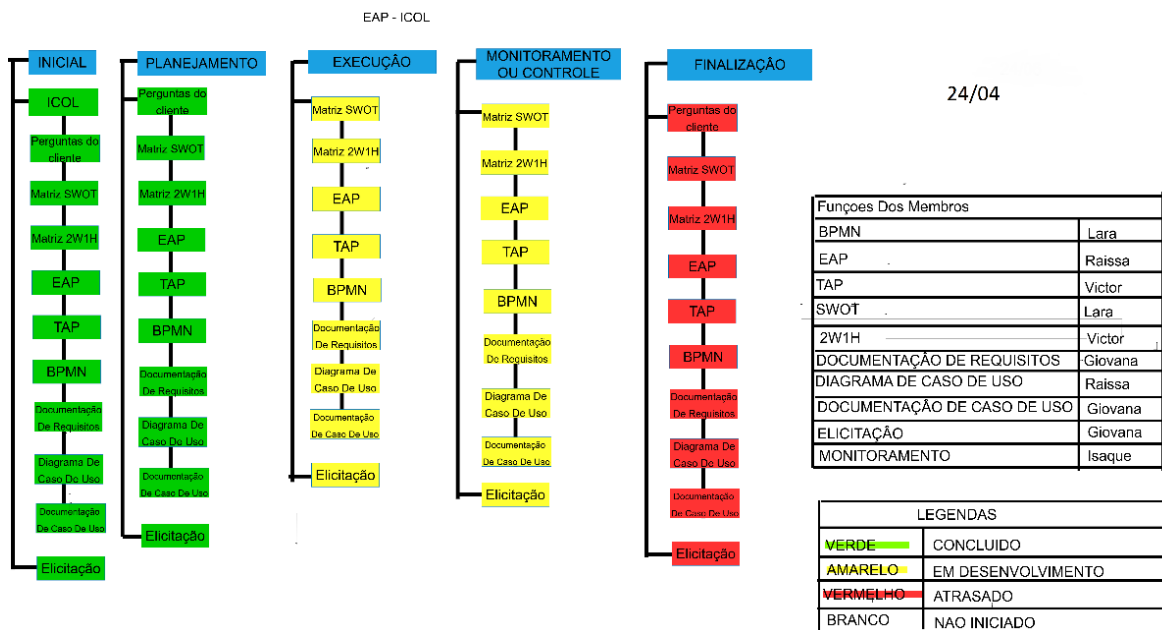 EAP - ICOL
INICIAL
ICOL
Perguntas do
cliente
Matriz SWOT
Matriz 2W1H
EAP
TAP
BPMN
Documentação
De Requisitos
Diagrama De
Caso De Uso
Documentação
De Caso De Uso
Elicitação
PLANEJAMENTO
Perguntas do
cliente
Matriz SWOT
Matriz 2W1H
EAP
TAP
BPMN
Documentação
De Requisitos
Diagrama De
Caso De Uso
Documentação
De Caso De Uso
Elicitação
EXECUÇÂO
Matriz SWOT
Matriz 2W1H
EAP
TAP
BPMN
Documentação
De Requisitos
Diagrama De
Caso De Uso
Documentação
De Caso De Uso
Elicitação
MONITORAMENTO
OU CONTROLE
Matriz SWOT
Matriz 2W1H
EAP
TAP
BPMN
Documentação
De Requisitos
Diagrama De
Caso De Uso
Documentação
De Caso De Uso
Elicitação
FINALIZAÇÂO
Perguntas do
cliente
Matriz SWOT
Matriz 2W1H
EAP
TAP
BPMN
Documentação
De Requisitos
Diagrama De
Caso De Uso
Documentação
De Caso De Uso
Elicitação
24/04
Funçoes Dos Membros
BPMN Lara
EAP Raissa
TAP Victor
SWOT Lara
2W1H Victor
DOCUMENTAÇÂO DE REQUISITOS Giovana
DIAGRAMA DE CASO DE USO Raissa
DOCUMENTAÇÂO DE CASO DE USO Giovana
ELICITAÇÂO Giovana
MONITORAMENTO Isaque
LEGENDAS
VERDE CONCLUIDO
AMARELO EM DESENVOLVIMENTO
VERMELHO ATRASADO
BRANCO NAO INICIADO